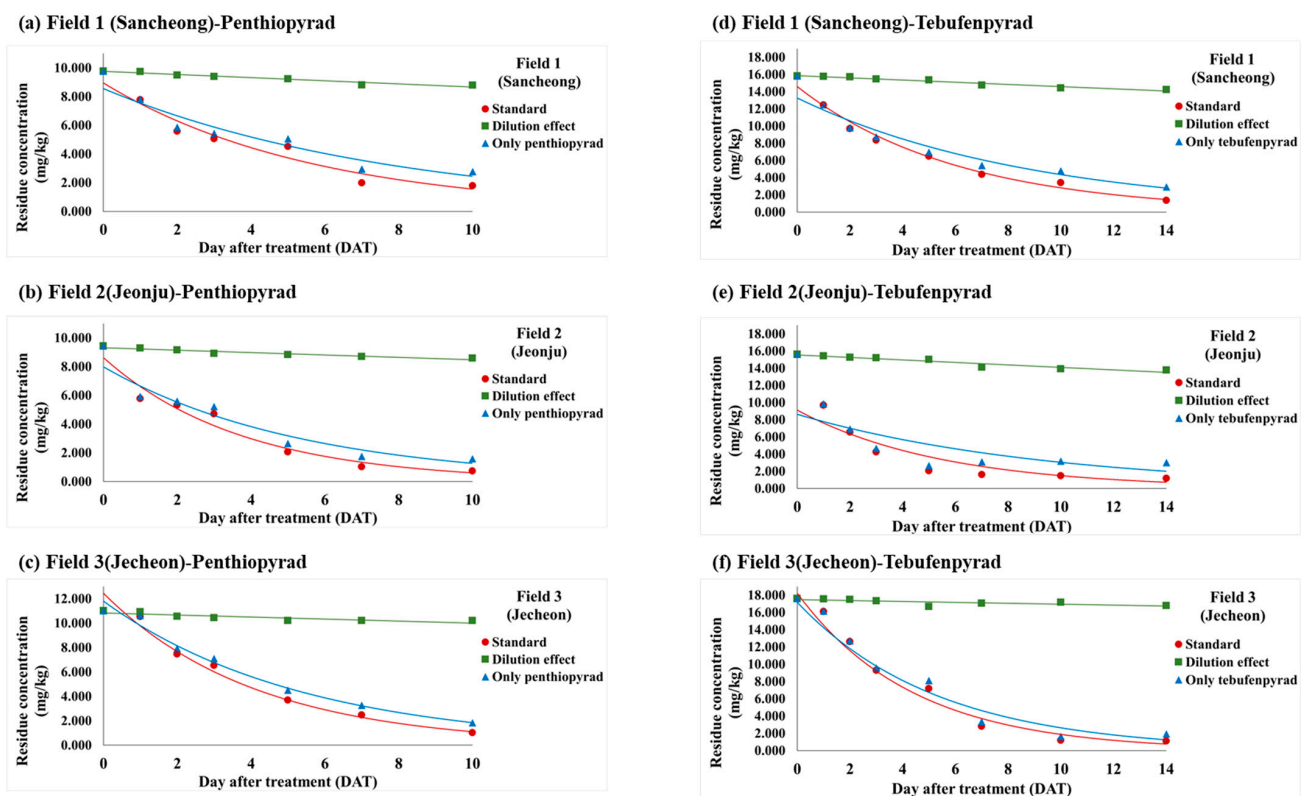 (a) Field 1 (Sancheong)-Penthiopyrad
Residue concentration
(mg/kg)
10.000
8.000
6.000
4.000
2.000
0.000
0 2 4 6 8 10
Day after treatment (DAT)
Field 1
(Sancheong)
Standard
Dilution effect
Only penthiopyrad
(d) Field 1 (Sancheong)-Tebufenpyrad
Residue concentration
(mg/kg)
18.000
16.000
14.000
12.000
10.000
8.000
6.000
4.000
2.000
0.000
0 2 4 6 8 10 12 14
Day after treatment (DAT)
Field 1
(Sancheong)
Standard
Dilution effect
Only tebufenpyrad
(b) Field 2(Jeonju)-Penthiopyrad
Residue concentration
(mg/kg)
10.000
8.000
6.000
4.000
2.000
0.000
0 2 4 6 8 10
Day after treatment (DAT)
Field 2
(Jeonju)
Standard
Dilution effect
Only penthiopyrad
(e) Field 2(Jeonju)-Tebufenpyrad
Residue concentration
(mg/kg)
18.000
16.000
14.000
12.000
10.000
8.000
6.000
4.000
2.000
0.000
0 2 4 6 8 10 12 14
Day after treatment (DAT)
Field 2
(Jeonju)
Standard
Dilution effect
Only tebufenpyrad
(c) Field 3(Jecheon)-Penthiopyrad
Residue concentration
(mg/kg)
12.000
10.000
8.000
6.000
4.000
2.000
0.000
0 2 4 6 8 10
Day after treatment (DAT)
Field 3
(Jecheon)
Standard
Dilution effect
Only penthiopyrad
(f) Field 3(Jecheon)-Tebufenpyrad
Residue concentration
(mg/kg)
18.000
16.000
14.000
12.000
10.000
8.000
6.000
4.000
2.000
0.000
0 2 4 6 8 10 12 14
Day after treatment (DAT)
Field 3
(Jecheon)
Standard
Dilution effect
Only tebufenpyrad